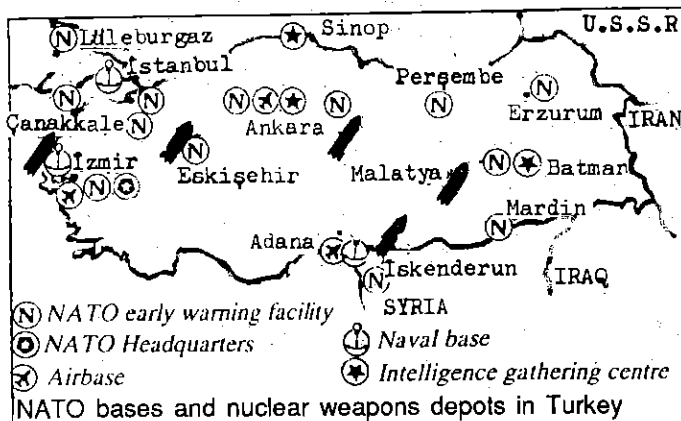 U.S.S.R
Sinop
Lüleburgaz
İstanbul
Perşembe
Erzurum
IRAN
Çanakkale
Ankara
İzmir
Eskişehir
Malatya
Batman
Mardin
Adana
İskenderun
IRAQ
SYRIA
N NATO early warning facility
NATO Headquarters
Naval base
Airbase
Intelligence gathering centre
NATO bases and nuclear weapons depots in Turkey